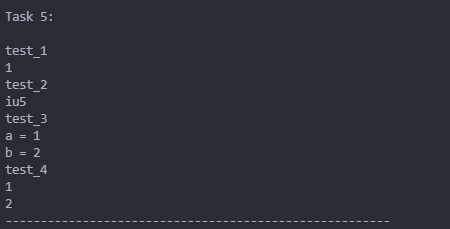 Task 5:
test_1
1
test_2
iu5
test_3
a = 1
b = 2
test_4
1
2
-------------------------------------------------------